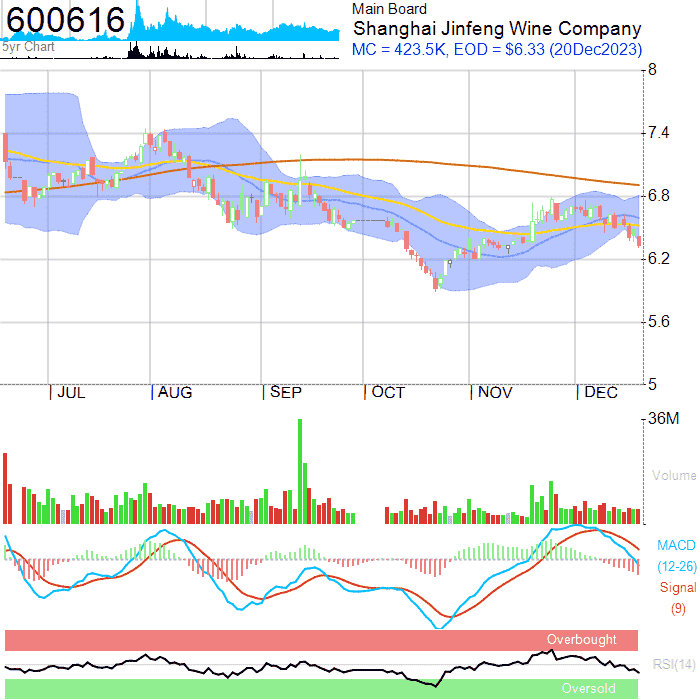 600616
5yr Chart
Main Board
Shanghai Jinfeng Wine Company
MC = 423.5K, EOD = $6.33 (20Dec2023)
8
7.4
6.8
6.2
5.6
5
JUL AUG SEP OCT NOV DEC
36M
Volume
MACD
(12-26)
Signal
(9)
Overbought
RSI(14)
Oversold